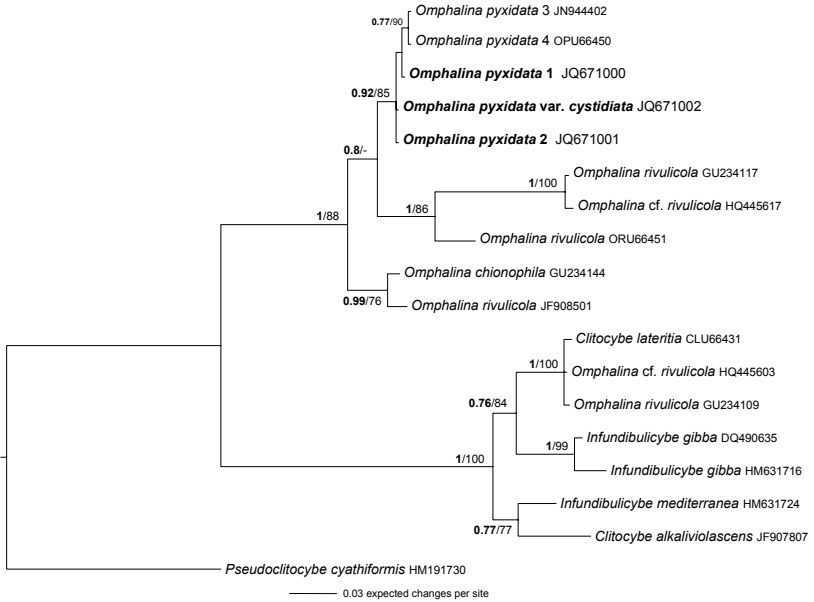 Omphalina pyxidata 3 JN944402
0.77/90
Omphalina pyxidata 4 OPU66450
Omphalina pyxidata 1 JQ671000
0.92/85
Omphalina pyxidata var. cystidiata JQ671002
Omphalina pyxidata 2 JQ671001
0.8/-
Omphalina rivulicola GU234117
1/100
Omphalina cf. rivulicola HQ445617
1/86
1/88
Omphalina rivulicola ORU66451
Omphalina chionophila GU234144
0.99/76
Omphalina rivulicola JF908501
Clitocybe lateritia CLU66431
1/100
Omphalina cf. rivulicola HQ445603
0.76/84
Omphalina rivulicola GU234109
Infundibulicybe gibba DQ490635
1/99
1/100
Infundibulicybe gibba HM631716
Infundibulicybe mediterranea HM631724
0.77/77
Clitocybe alkaliviolascens JF907807
Pseudoclitocybe cyathiformis HM191730
0.03 expected changes per site